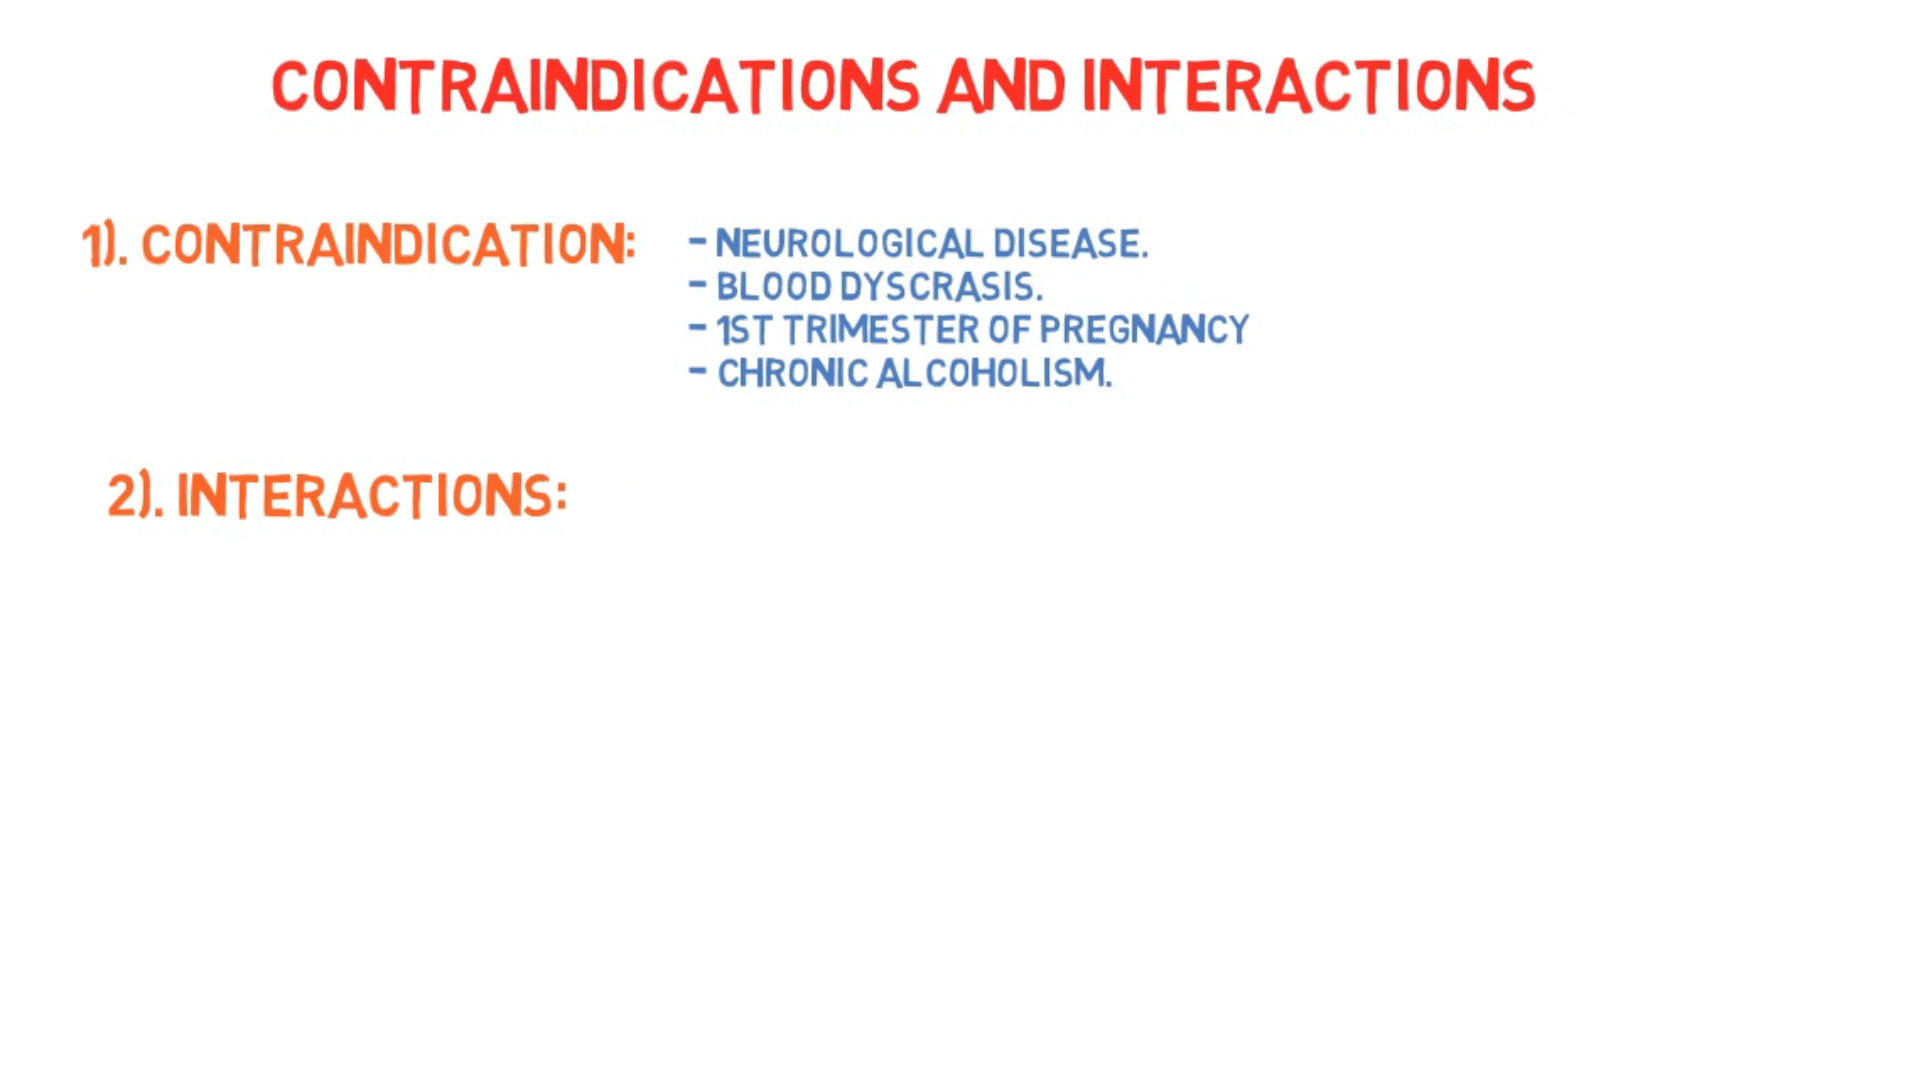 CONTRAINDICATIONS AND INTERACTIONS
1). CONTRAINDICATION:
- NEUROLOGICAL DISEASE.
- BLOOD DYSCRASIS.
- 1ST TRIMESTER OF PREGNANCY
- CHRONIC ALCOHOLISM.
2). INTERACTIONS: